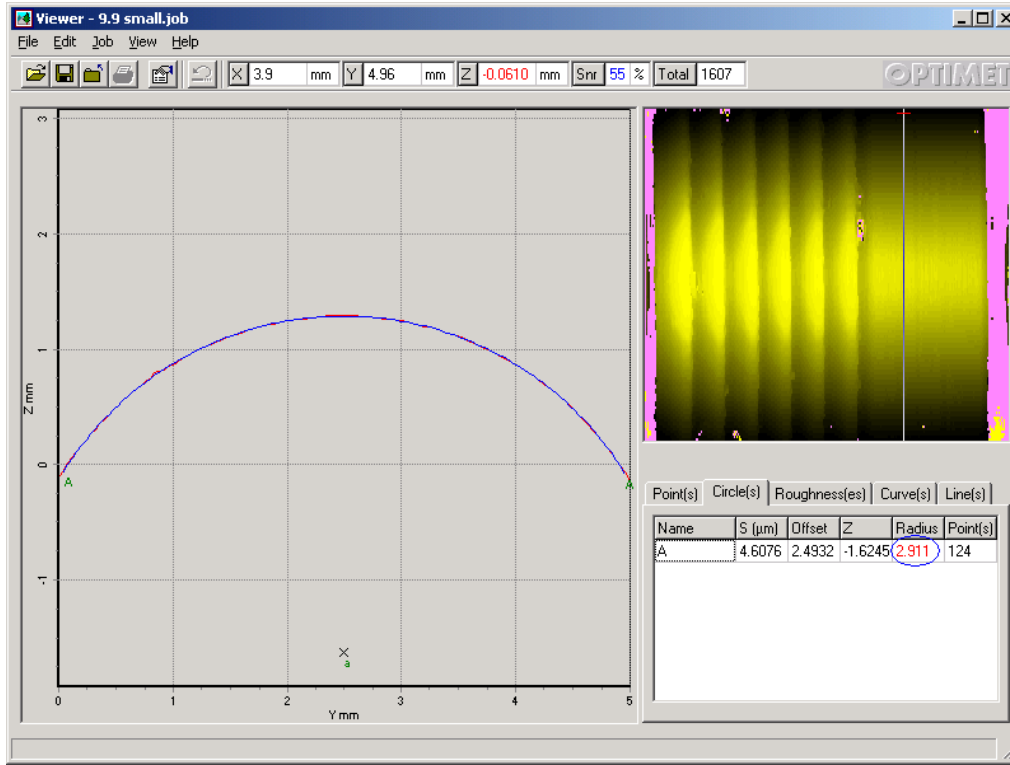 Viewer - 9.9 small.job
File Edit Job View Help
X 3.9 mm Y 4.96 mm Z -0.0610 mm Snr 55 % Total 1607
OPTIMET
3
2
1
0
-1
Z mm
A
A
a
0 1 2 3 4 5
Y mm
Point(s) Circle(s) Roughness(es) Curve(s) Line(s)
Name S (µm) Offset Z Radius Point(s)
A 4.6076 2.4932 -1.6245 2.911 124